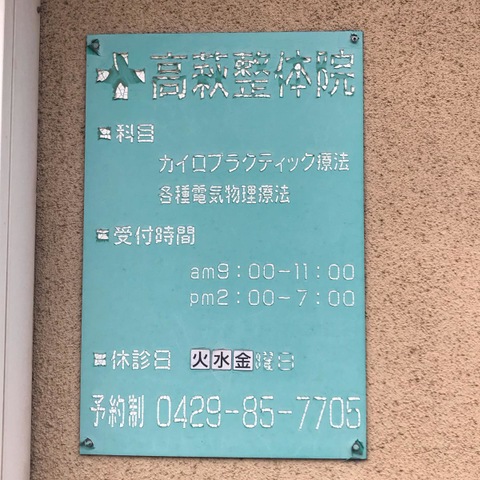 高萩整体院
■科目
カイロプラクティック療法
各種電気物理療法
■受付時間
am9:00-11:00
pm2:00-7:00
■休診日 火水金曜日
予約制 0429-85-7705